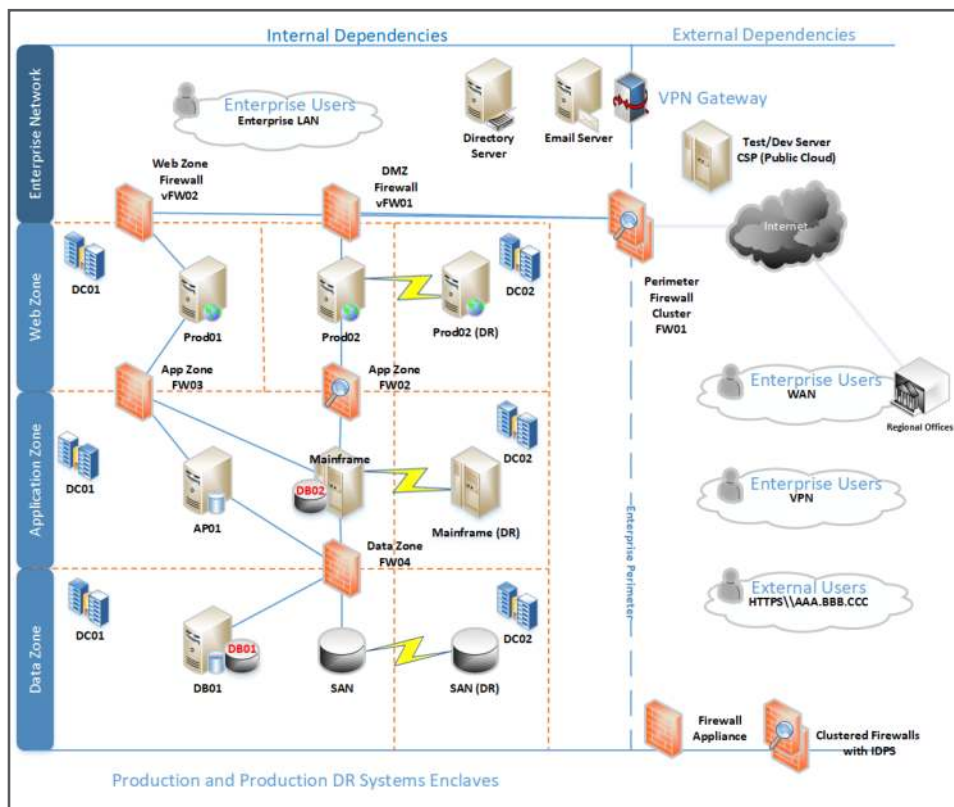 Internal Dependencies
External Dependencies
Enterprise Network
Enterprise Users
Enterprise LAN
Directory
Server
Email Server
VPN Gateway
Test/Dev Server
CSP (Public Cloud)
Web Zone
Firewall
vFW02
DMZ
Firewall
vFW01
Internet
Perimeter
Firewall
Cluster
FW01
Web Zone
DC01
Prod01
Prod02
Prod02 (DR)
DC02
App Zone
FW03
App Zone
FW02
Enterprise Users
WAN
Regional Offices
Application Zone
DC01
AP01
Mainframe
DB02
Mainframe (DR)
DC02
Enterprise Users
VPN
Data Zone
FW04
Enterprise Perimeter
External Users
HTTPS\\AAA.BBB.CCC
Data Zone
DC01
DB01
DB01
SAN
SAN (DR)
DC02
Firewall
Appliance
Clustered Firewalls
with IDPS
Production and Production DR Systems Enclaves